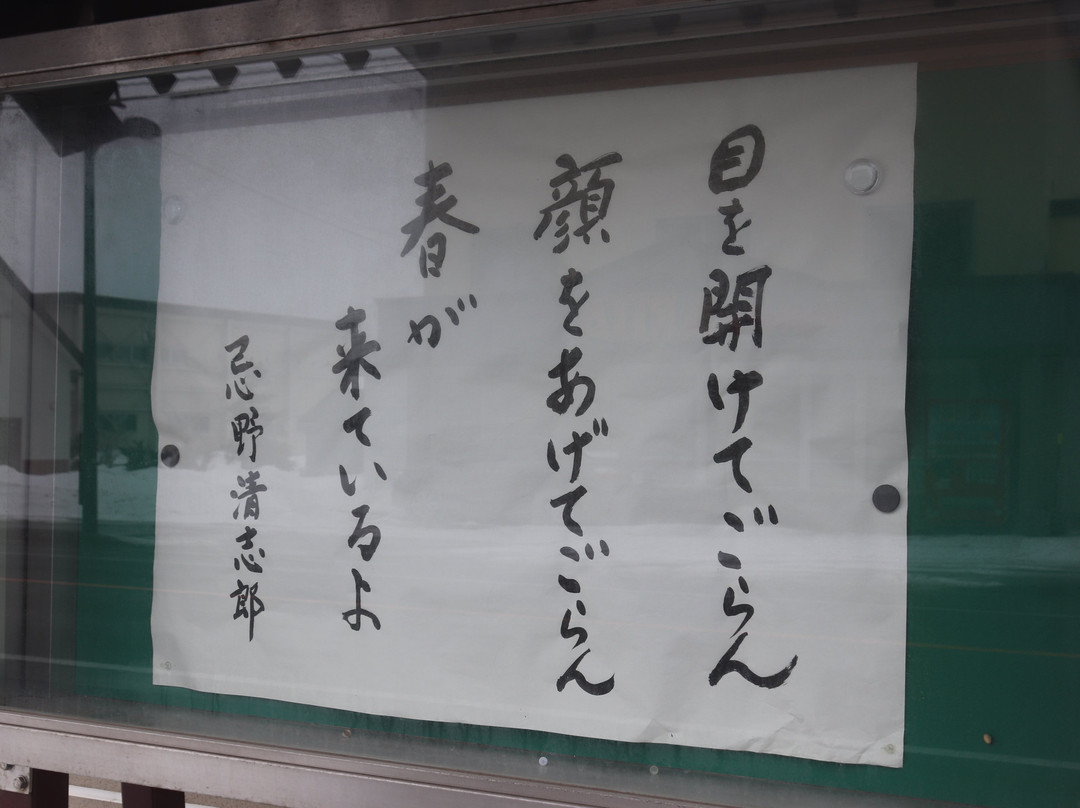 目を開けてごらん
顔をあげてごらん
春が
来ているよ
忌野清志郎